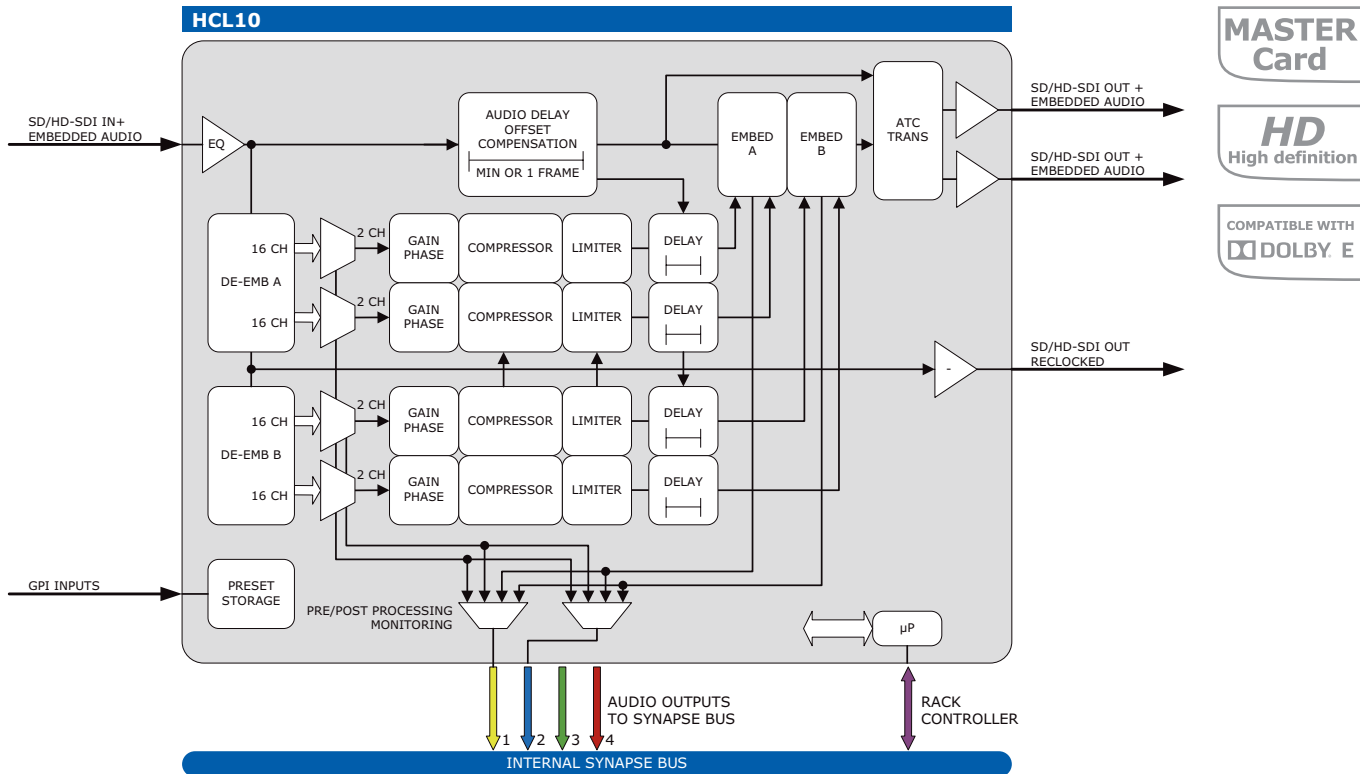 HCL10
MASTER
Card
HD
High definition
COMPATIBLE WITH
DOLBY E
SD/HD-SDI IN+
EMBEDDED AUDIO
EQ
AUDIO DELAY
OFFSET
COMPENSATION
MIN OR 1 FRAME
EMBED
A
EMBED
B
ATC
TRANS
SD/HD-SDI OUT +
EMBEDDED AUDIO
SD/HD-SDI OUT +
EMBEDDED AUDIO
DE-EMB A
16 CH
16 CH
2 CH
GAIN
PHASE
COMPRESSOR
LIMITER
DELAY
2 CH
GAIN
PHASE
COMPRESSOR
LIMITER
DELAY
SD/HD-SDI OUT
RECLOCKED
-
DE-EMB B
16 CH
16 CH
2 CH
GAIN
PHASE
COMPRESSOR
LIMITER
DELAY
2 CH
GAIN
PHASE
COMPRESSOR
LIMITER
DELAY
GPI INPUTS
PRESET
STORAGE
PRE/POST PROCESSING
MONITORING
µP
AUDIO OUTPUTS
TO SYNAPSE BUS
RACK
CONTROLLER
1
2
3
4
INTERNAL SYNAPSE BUS